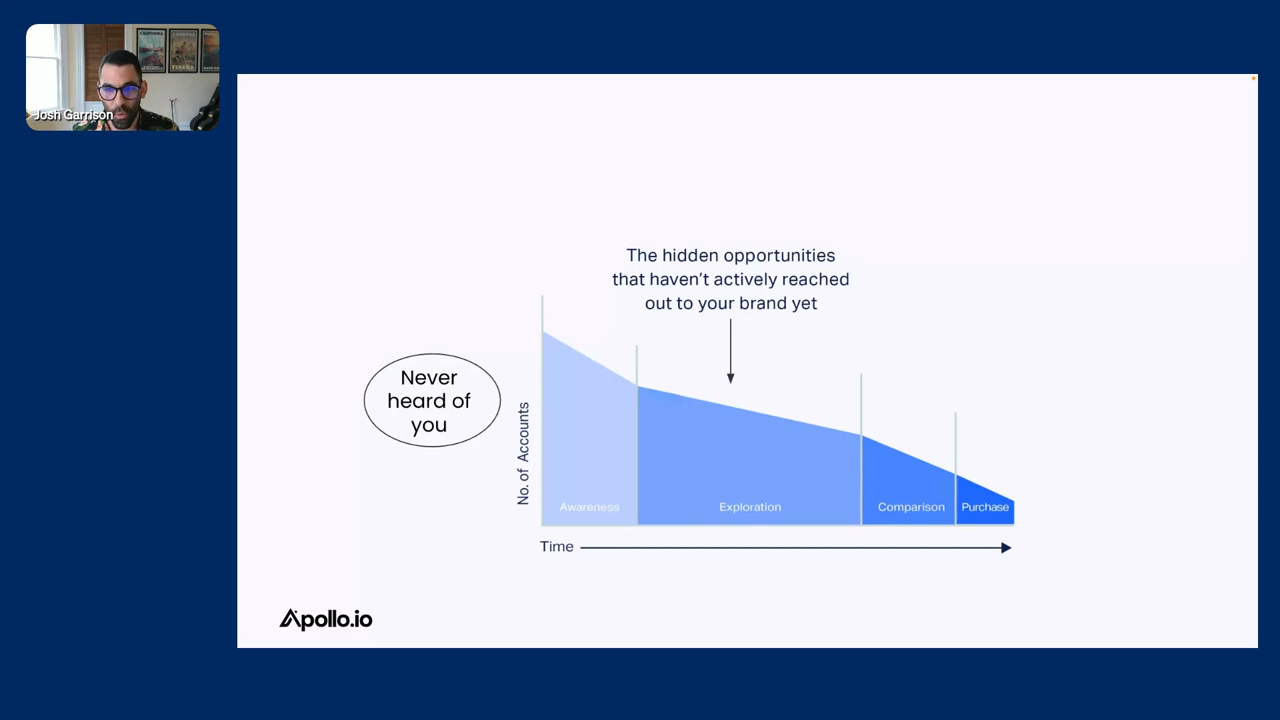 Josh Garrison
The hidden opportunities
that haven't actively reached
out to your brand yet
Never
heard of
you
No. of Accounts
Awareness
Exploration
Comparison
Purchase
Time
Apollo.io